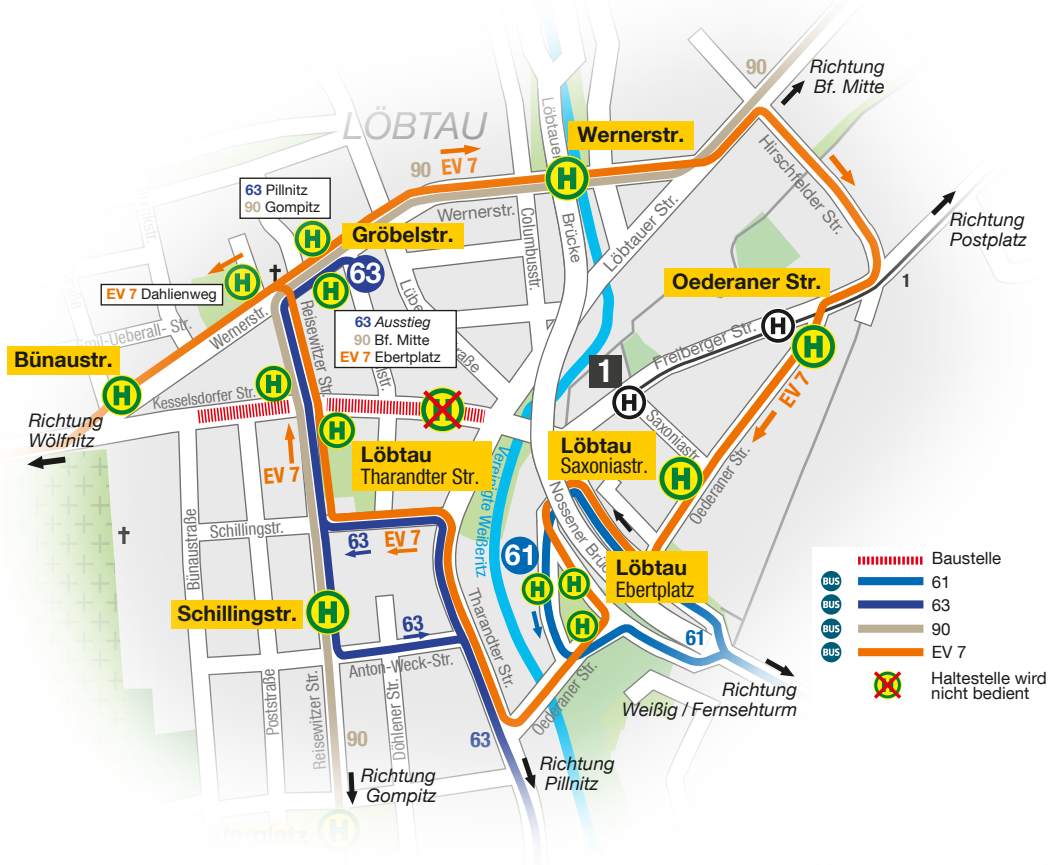 90
Richtung
Bf. Mitte
LÖBTAU
Löbtauer
Wernerstr.
90
EV 7
Hirschfelder Str.
63 Pillnitz
90 Gompitz
Wernerstr.
Columbusstr.
Brücke
Löbtauer Str.
Richtung
Postplatz
Gröbelstr.
63
Oederaner Str.
1
EV 7 Dahlienweg
Reisewitzer Str.
63 Ausstieg
90 Bf. Mitte
EV 7 Ebertplatz
Wernerstr.
Freiberger Str.
H
Bünaustr.
1
EV 7
Kesselsdorfer Str.
Saxoniastr.
Richtung
Wölfnitz
Löbtau
Tharandter Str.
Löbtau
Saxoniastr.
EV 7
Vereinigte Weißeritz
Oederaner Str.
Nossener
Bünaustraße
Schillingstr.
63
EV 7
61
Löbtau
Ebertplatz
Baustelle
BUS
61
BUS
63
BUS
90
BUS
EV 7
Haltestelle wird
nicht bedient
Schillingstr.
63
Anton-Weck-Str.
Tharandter Str.
61
Richtung
Weißig / Fernsehturm
Poststraße
Reisewitzer Str.
Döhlener Str.
Oederaner Str.
90
63
Richtung
Gompitz
Richtung
Pillnitz